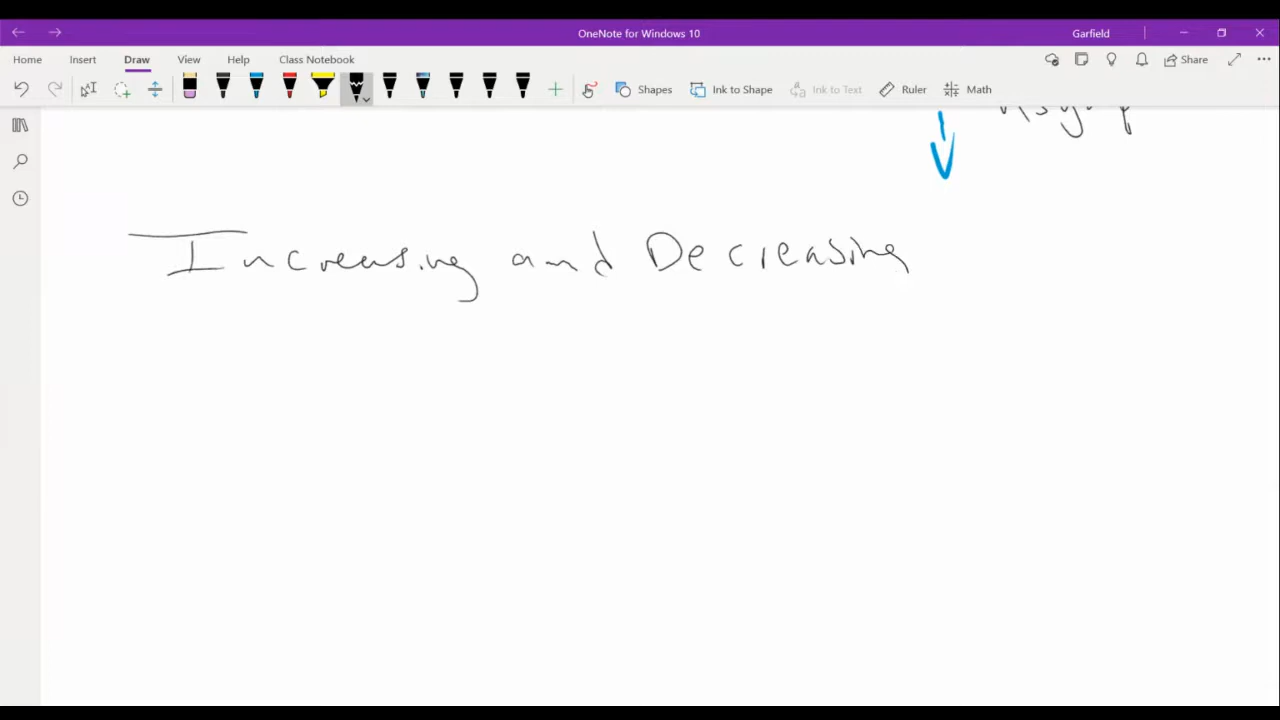 OneNote for Windows 10
Garfield
Home Insert Draw View Help Class Notebook
Share
Shapes Ink to Shape Ink to Text Ruler Math
Increasing and Decreasing